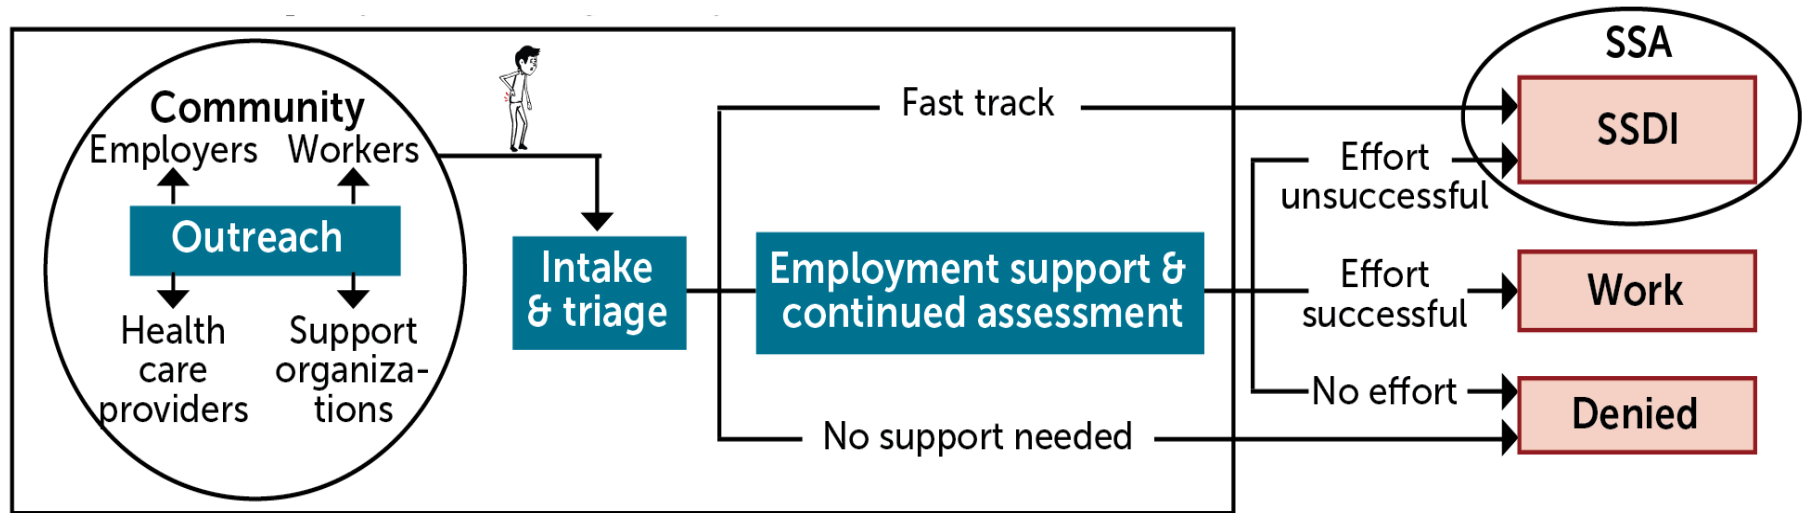 Community
Employers Workers
Outreach
Health
care
providers
Support
organiza-
tions
Intake
& triage
Fast track
Employment support &
continued assessment
No support needed
Effort
unsuccessful
Effort
successful
No effort
SSA
SSDI
Work
Denied